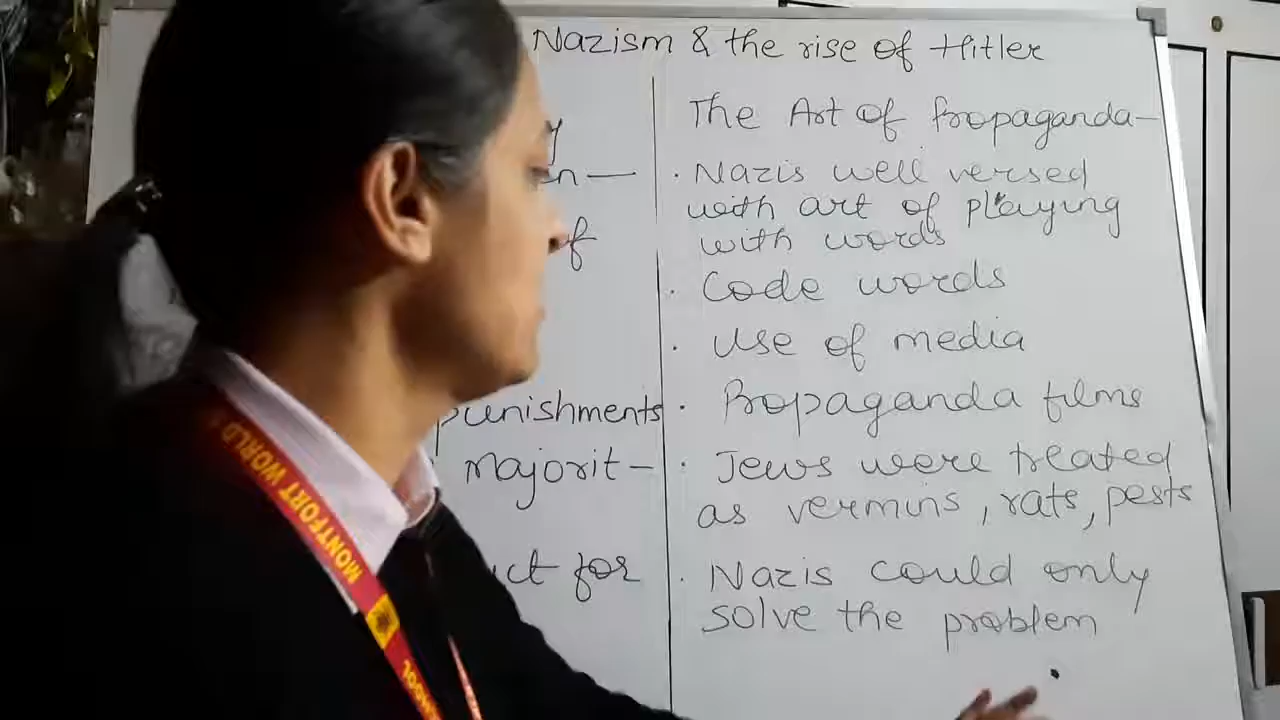 Nazism & the rise of Hitler
punishments
majorit-
for
The Art of Propaganda-
. Nazis well versed
with art of playing
with words
. Code words
. Use of media
. Propaganda films
. Jews were treated
as vermins, rats, pests
. Nazis could only
solve the problem
MONTFORT WORLD